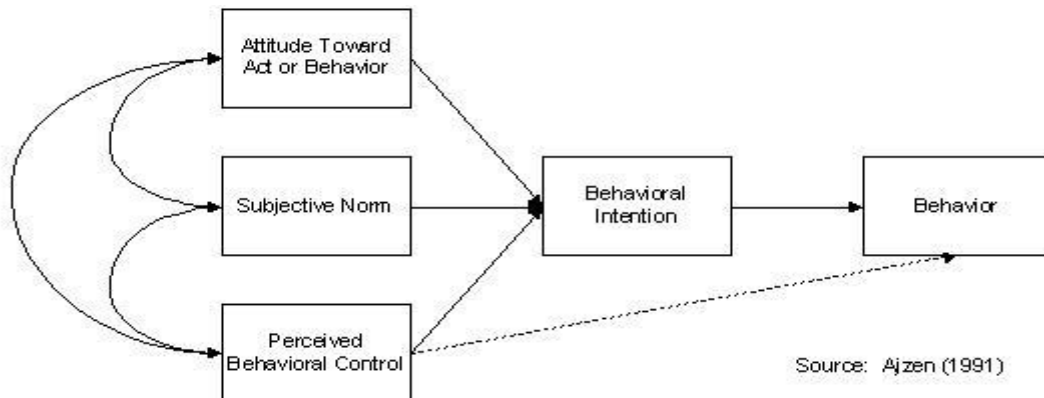 Attitude Toward
Act or Behavior
Subjective Norm
Behavioral
Intention
Behavior
Perceived
Behavioral Control
Source: Ajzen (1991)